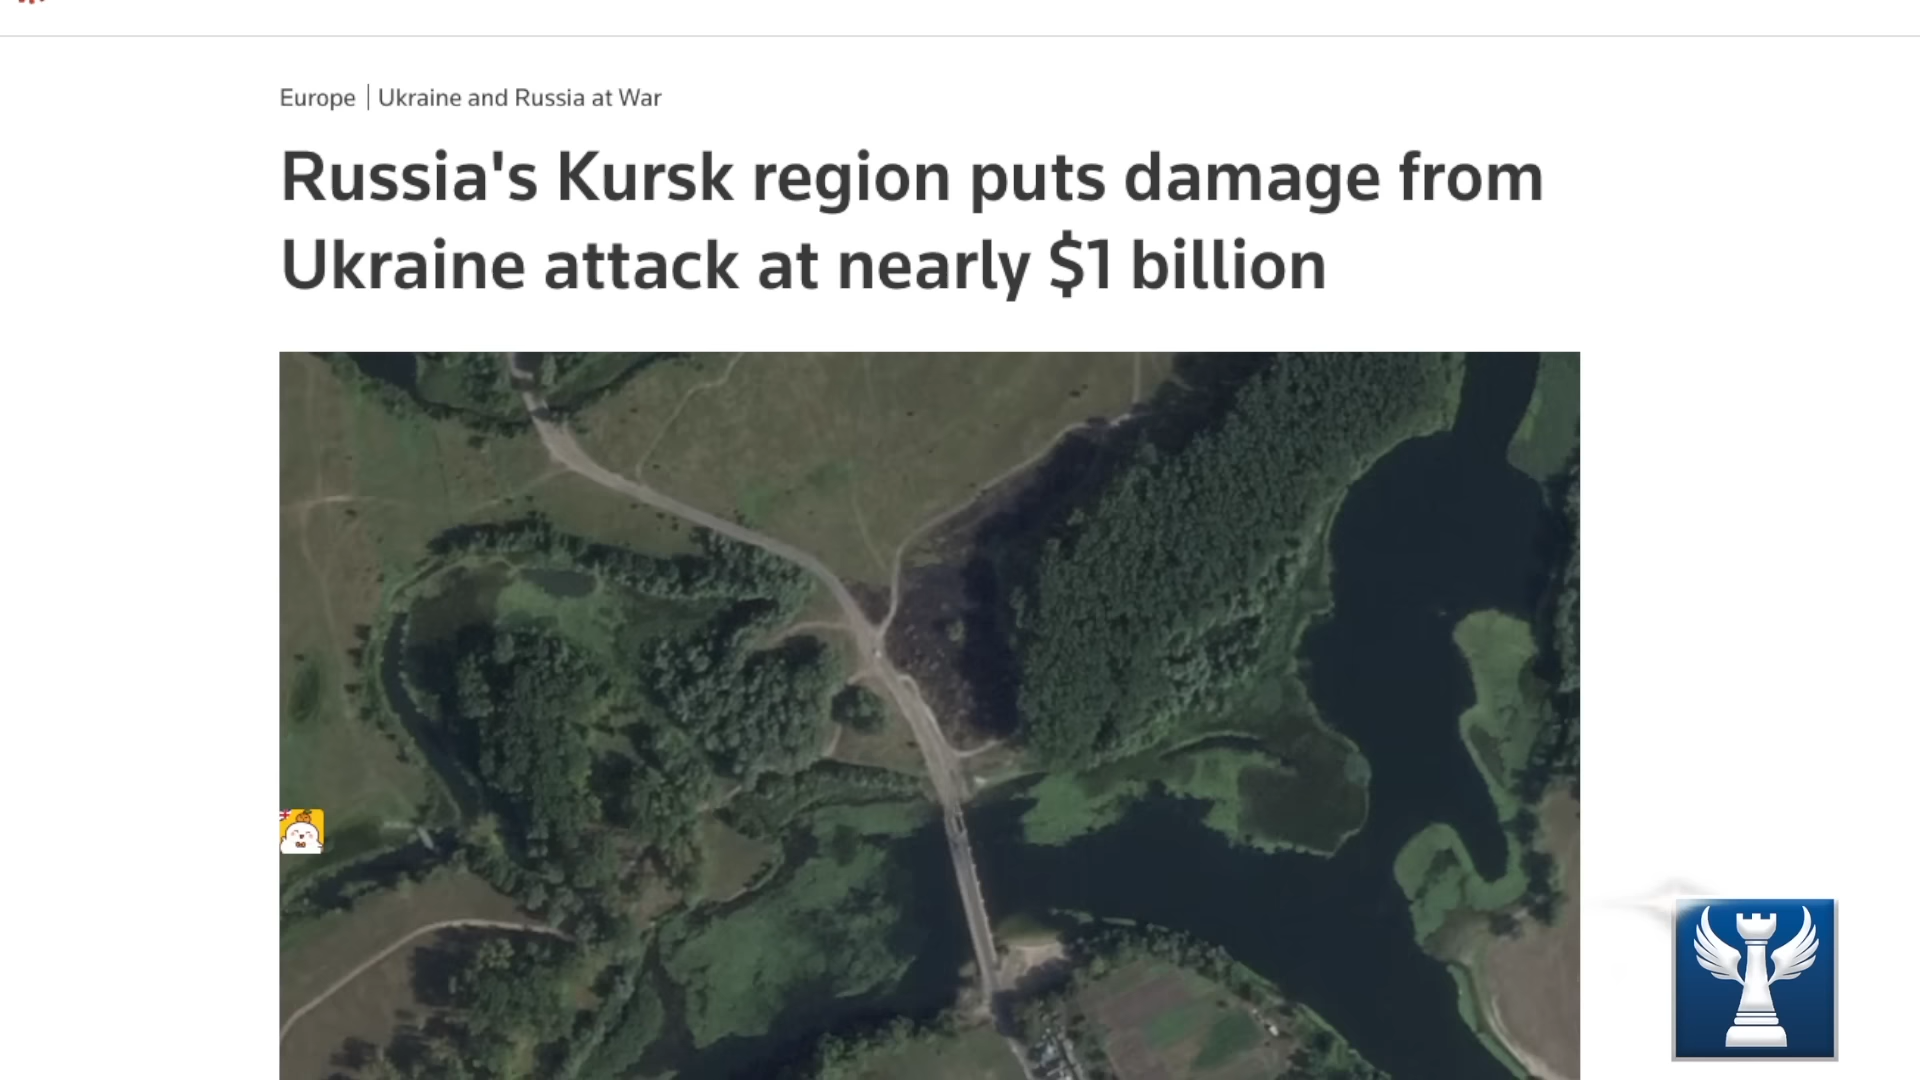 Europe | Ukraine and Russia at War
Russia's Kursk region puts damage from
Ukraine attack at nearly $1 billion